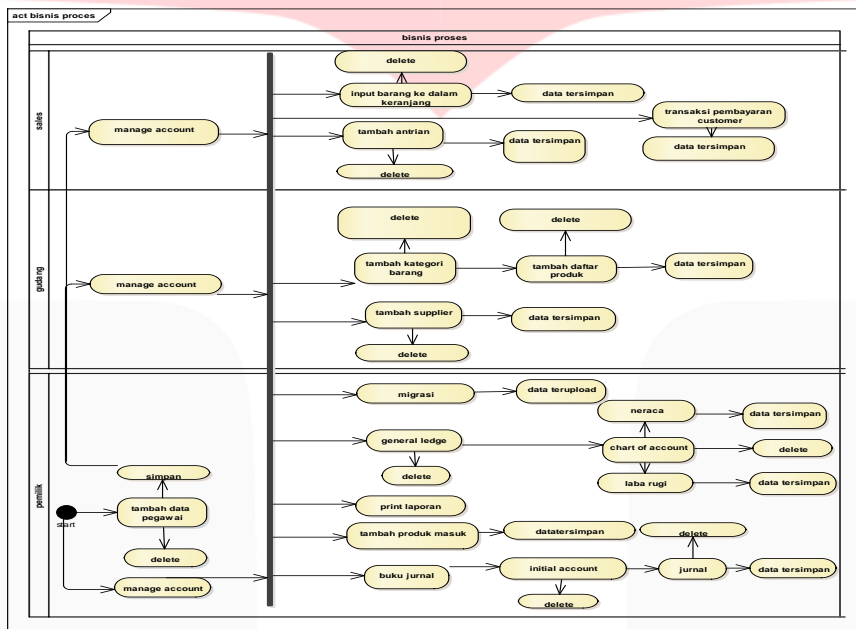 act bisnis proces
bisnis proses
sales
manage account
delete
input barang ke dalam
keranjang
data tersimpan
transaksi pembayaran
customer
data tersimpan
tambah antrian
data tersimpan
delete
gudang
manage account
delete
tambah kategori
barang
delete
tambah daftar
produk
data tersimpan
tambah supplier
data tersimpan
delete
pemilik
start
simpan
tambah data
pegawai
delete
manage account
migrasi
data terupload
general ledge
delete
neraca
data tersimpan
chart of account
delete
laba rugi
data tersimpan
print laporan
tambah produk masuk
datatersimpan
buku jurnal
initial account
delete
delete
jurnal
data tersimpan